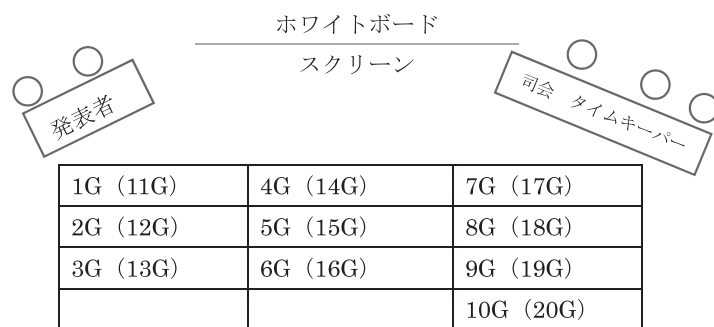 ホワイトボード
スクリーン
発表者
司会　タイムキーパー
1G（11G）	4G（14G）	7G（17G）
2G（12G）	5G（15G）	8G（18G）
3G（13G）	6G（16G）	9G（19G）
10G（20G）